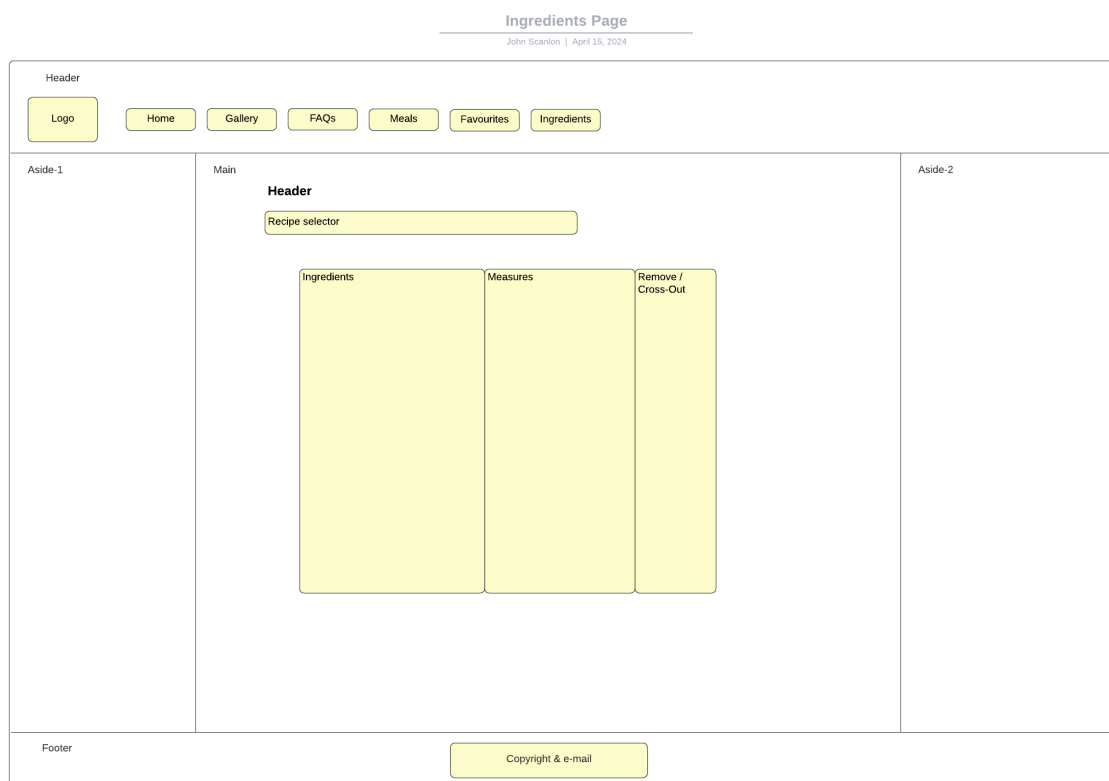 Ingredients Page
John Scanlon | April 15, 2024
Header
Logo
Home
Gallery
FAQs
Meals
Favourites
Ingredients
Aside-1
Main
Aside-2
Header
Recipe selector
Ingredients
Measures
Remove /
Cross-Out
Footer
Copyright & e-mail